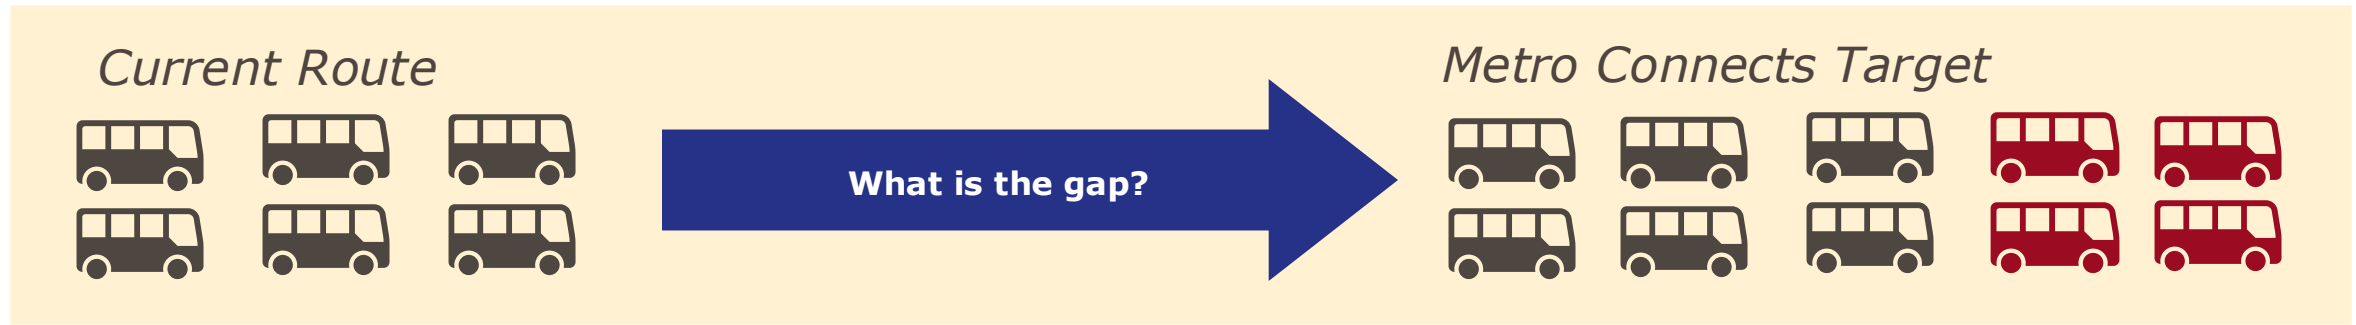 Current Route
What is the gap?
Metro Connects Target